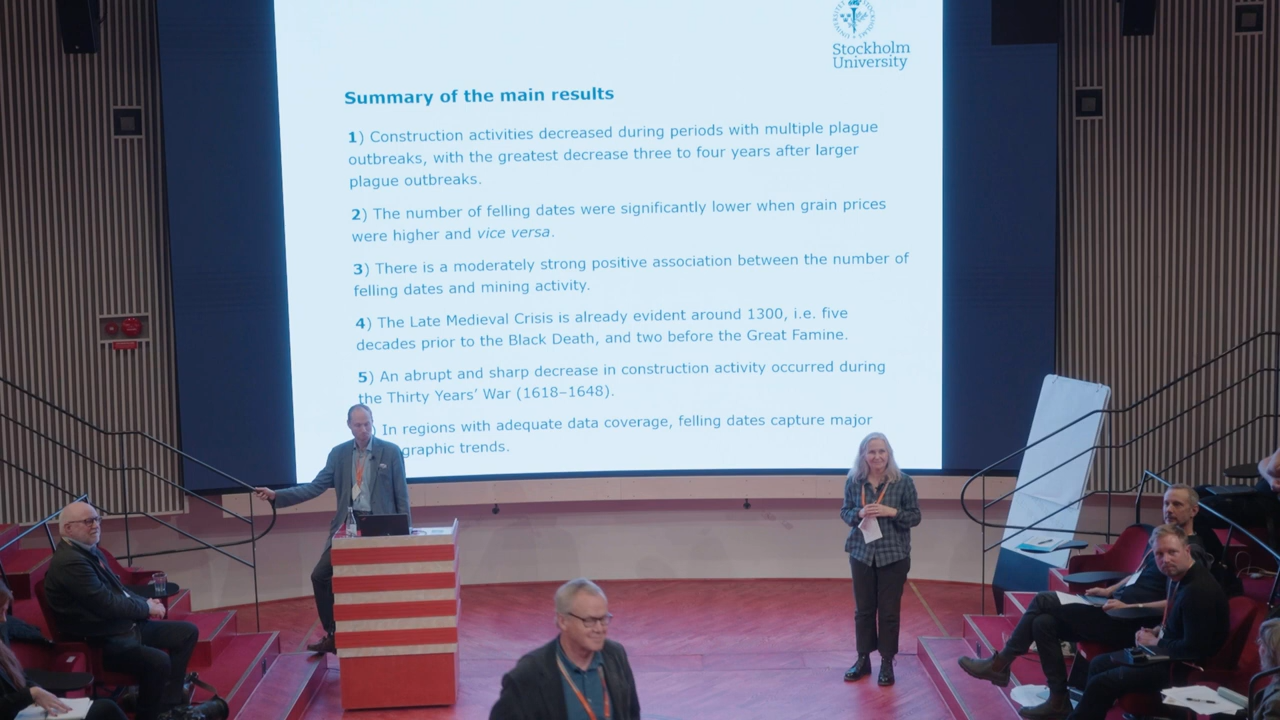 Stockholm
University
Summary of the main results
1) Construction activities decreased during periods with multiple plague
outbreaks, with the greatest decrease three to four years after larger
plague outbreaks.
2) The number of felling dates were significantly lower when grain prices
were higher and vice versa.
3) There is a moderately strong positive association between the number of
felling dates and mining activity.
4) The Late Medieval Crisis is already evident around 1300, i.e. five
decades prior to the Black Death, and two before the Great Famine.
5) An abrupt and sharp decrease in construction activity occurred during
the Thirty Years’ War (1618–1648).
) In regions with adequate data coverage, felling dates capture major
graphic trends.